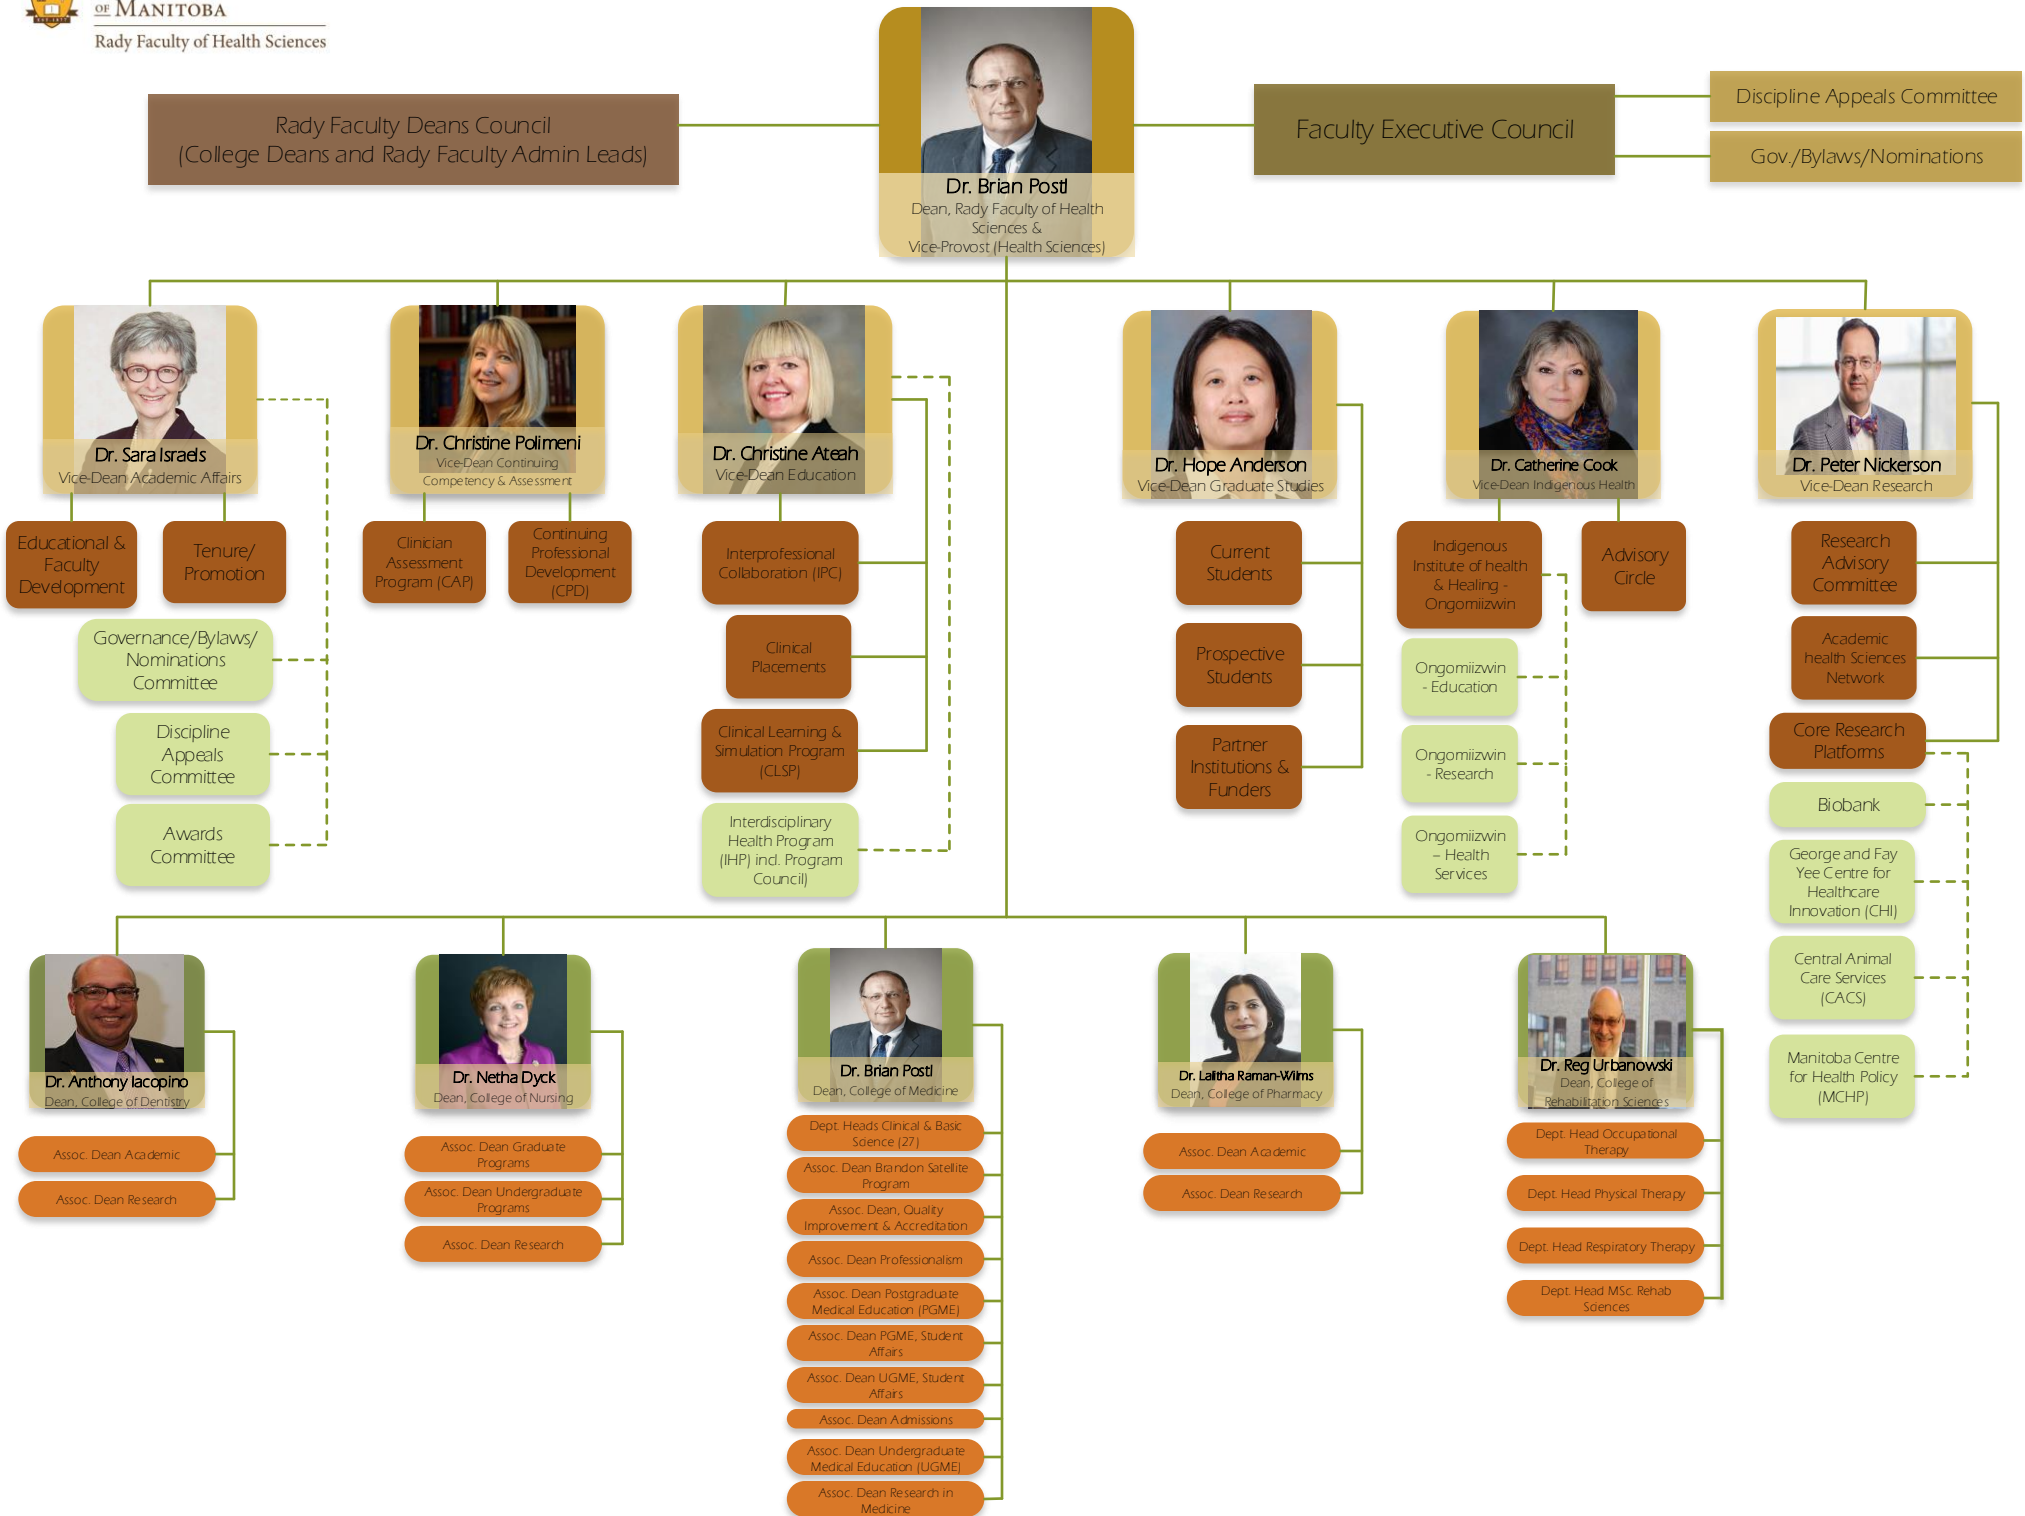 OF MANITOBA
Rady Faculty of Health Sciences
Rady Faculty Deans Council
(College Deans and Rady Faculty Admin Leads)
Dr. Brian Postl
Dean, Rady Faculty of Health
Sciences &
Vice-Provost (Health Sciences)
Faculty Executive Council
Discipline Appeals Committee
Gov./Bylaws/Nominations
Dr. Sara Israels
Vice-Dean Academic Affairs
Dr. Christine Polimeni
Vice-Dean Continuing
Competency & Assessment
Dr. Christine Ateah
Vice-Dean Education
Dr. Hope Anderson
Vice-Dean Graduate Studies
Dr. Catherine Cook
Vice-Dean Indigenous Health
Dr. Peter Nickerson
Vice-Dean Research
Educational &
Faculty
Development
Tenure/
Promotion
Governance/Bylaws/
Nominations
Committee
Discipline
Appeals
Committee
Awards
Committee
Clinician
Assessment
Program (CAP)
Continuing
Professional
Development
(CPD)
Interprofessional
Collaboration (IPC)
Clinical
Placements
Clinical Learning &
Simulation Program
(CLSP)
Interdisciplinary
Health Program
(IHP) incl. Program
Council)
Current
Students
Prospective
Students
Partner
Institutions &
Funders
Indigenous
Institute of health
& Healing -
Ongomiizwin
Advisory
Circle
Ongomiizwin
- Education
Ongomiizwin
- Research
Ongomiizwin
– Health
Services
Research
Advisory
Committee
Academic
health Sciences
Network
Core Research
Platforms
Biobank
George and Fay
Yee Centre for
Healthcare
Innovation (CHI)
Central Animal
Care Services
(CACS)
Manitoba Centre
for Health Policy
(MCHP)
Dr. Anthony Iacopino
Dean, College of Dentistry
Assoc. Dean Academic
Assoc. Dean Research
Dr. Netha Dyck
Dean, College of Nursing
Assoc. Dean Graduate
Programs
Assoc. Dean Undergraduate
Programs
Assoc. Dean Research
Dr. Brian Postl
Dean, College of Medicine
Dept. Heads Clinical & Basic
Science (27)
Assoc. Dean Brandon Satellite
Program
Assoc. Dean, Quality
Improvement & Accreditation
Assoc. Dean Professionalism
Assoc. Dean Postgraduate
Medical Education (PGME)
Assoc. Dean PGME, Student
Affairs
Assoc. Dean UGME, Student
Affairs
Assoc. Dean Admissions
Assoc. Dean Undergraduate
Medical Education (UGME)
Assoc. Dean Research in
Medicine
Dr. Lalitha Raman-Wilms
Dean, College of Pharmacy
Assoc. Dean Academic
Assoc. Dean Research
Dr. Reg Urbanowski
Dean, College of
Rehabilitation Sciences
Dept. Head Occupational
Therapy
Dept. Head Physical Therapy
Dept. Head Respiratory Therapy
Dept. Head MSc. Rehab
Sciences